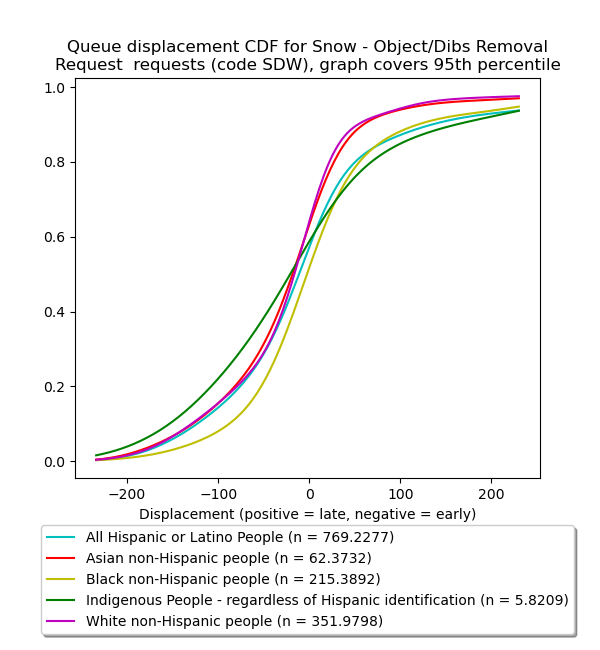 Queue displacement CDF for Snow - Object/Dibs Removal
Request  requests (code SDW), graph covers 95th percentile
1.0
0.8
0.6
0.4
0.2
0.0
−200 −100 0 100 200
Displacement (positive = late, negative = early)
All Hispanic or Latino People (n = 769.2277)
Asian non-Hispanic people (n = 62.3732)
Black non-Hispanic people (n = 215.3892)
Indigenous People - regardless of Hispanic identification (n = 5.8209)
White non-Hispanic people (n = 351.9798)